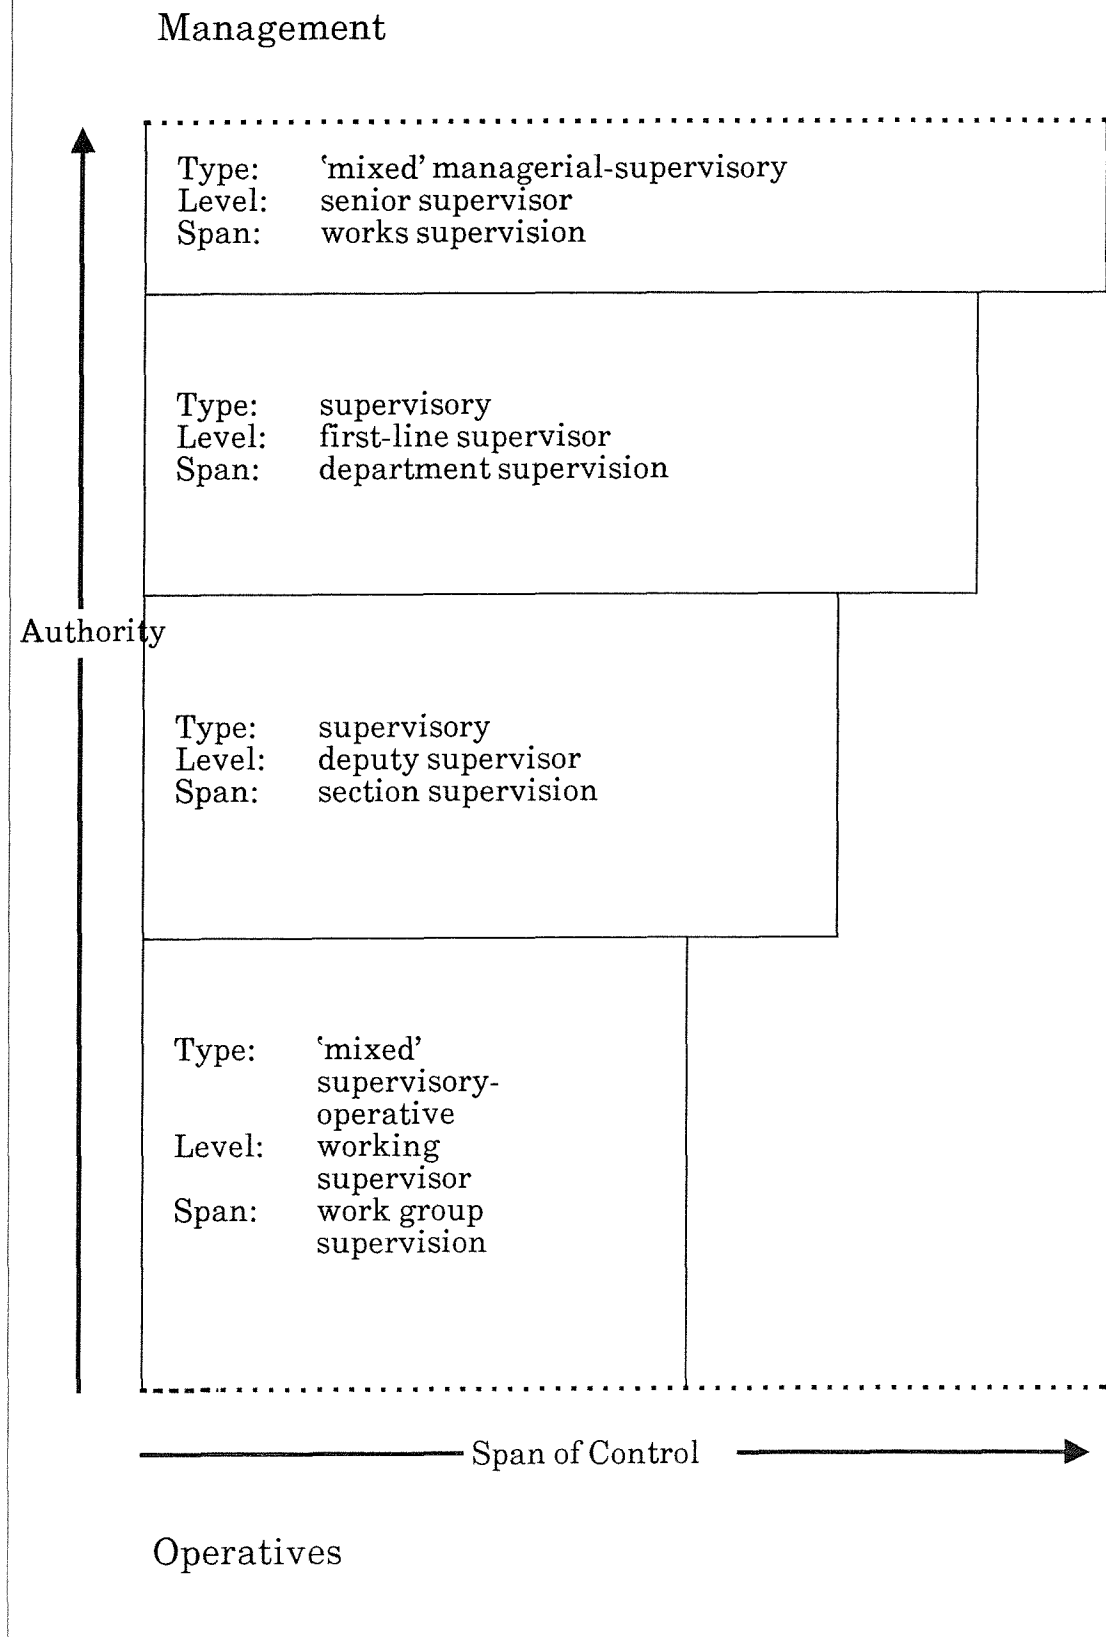 Management
Type: ‘mixed’ managerial-supervisory
Level: senior supervisor
Span: works supervision
Type: supervisory
Level: first-line supervisor
Span: department supervision
Authority
Type: supervisory
Level: deputy supervisor
Span: section supervision
Type: ‘mixed’
supervisory-
operative
Level: working
supervisor
Span: work group
supervision
Span of Control
Operatives